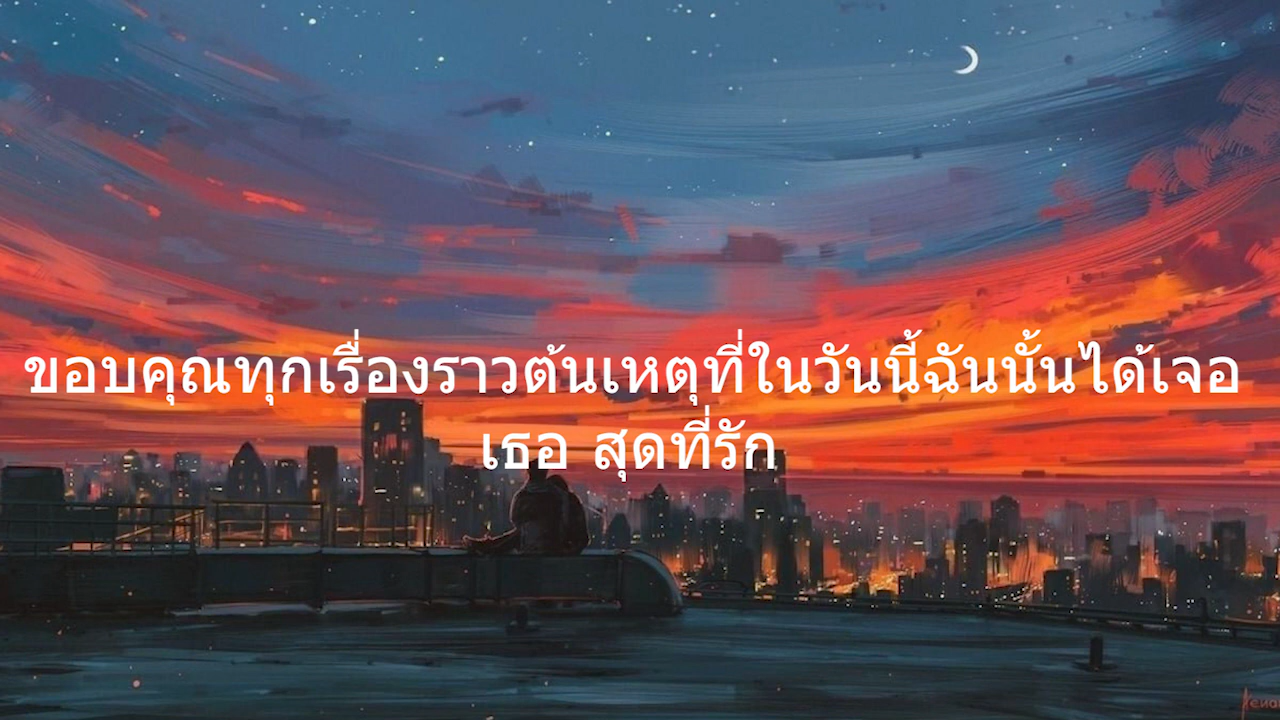 ขอบคุณทุกเรื่องราวต้นเหตุที่ในวันนี้ฉันนั้นได้เจอ
เธอ สุดที่รัก